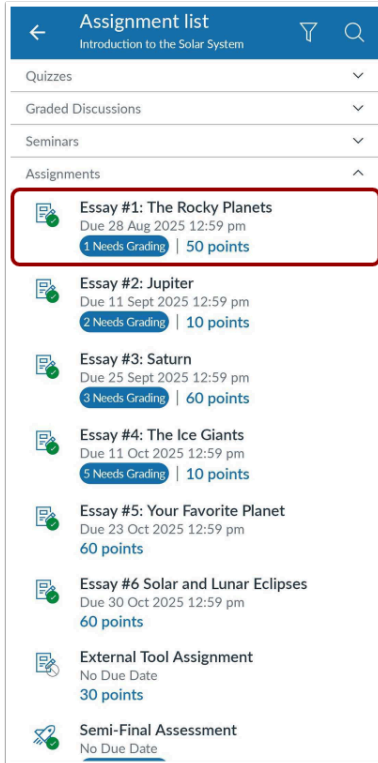 Assignment list
Introduction to the Solar System
Quizzes
Graded Discussions
Seminars
Assignments
Essay #1: The Rocky Planets
Due 28 Aug 2025 12:59 pm
1 Needs Grading | 50 points
Essay #2: Jupiter
Due 11 Sept 2025 12:59 pm
2 Needs Grading | 10 points
Essay #3: Saturn
Due 25 Sept 2025 12:59 pm
3 Needs Grading | 60 points
Essay #4: The Ice Giants
Due 11 Oct 2025 12:59 pm
5 Needs Grading | 10 points
Essay #5: Your Favorite Planet
Due 23 Oct 2025 12:59 pm
60 points
Essay #6 Solar and Lunar Eclipses
Due 30 Oct 2025 12:59 pm
60 points
External Tool Assignment
No Due Date
30 points
Semi-Final Assessment
No Due Date